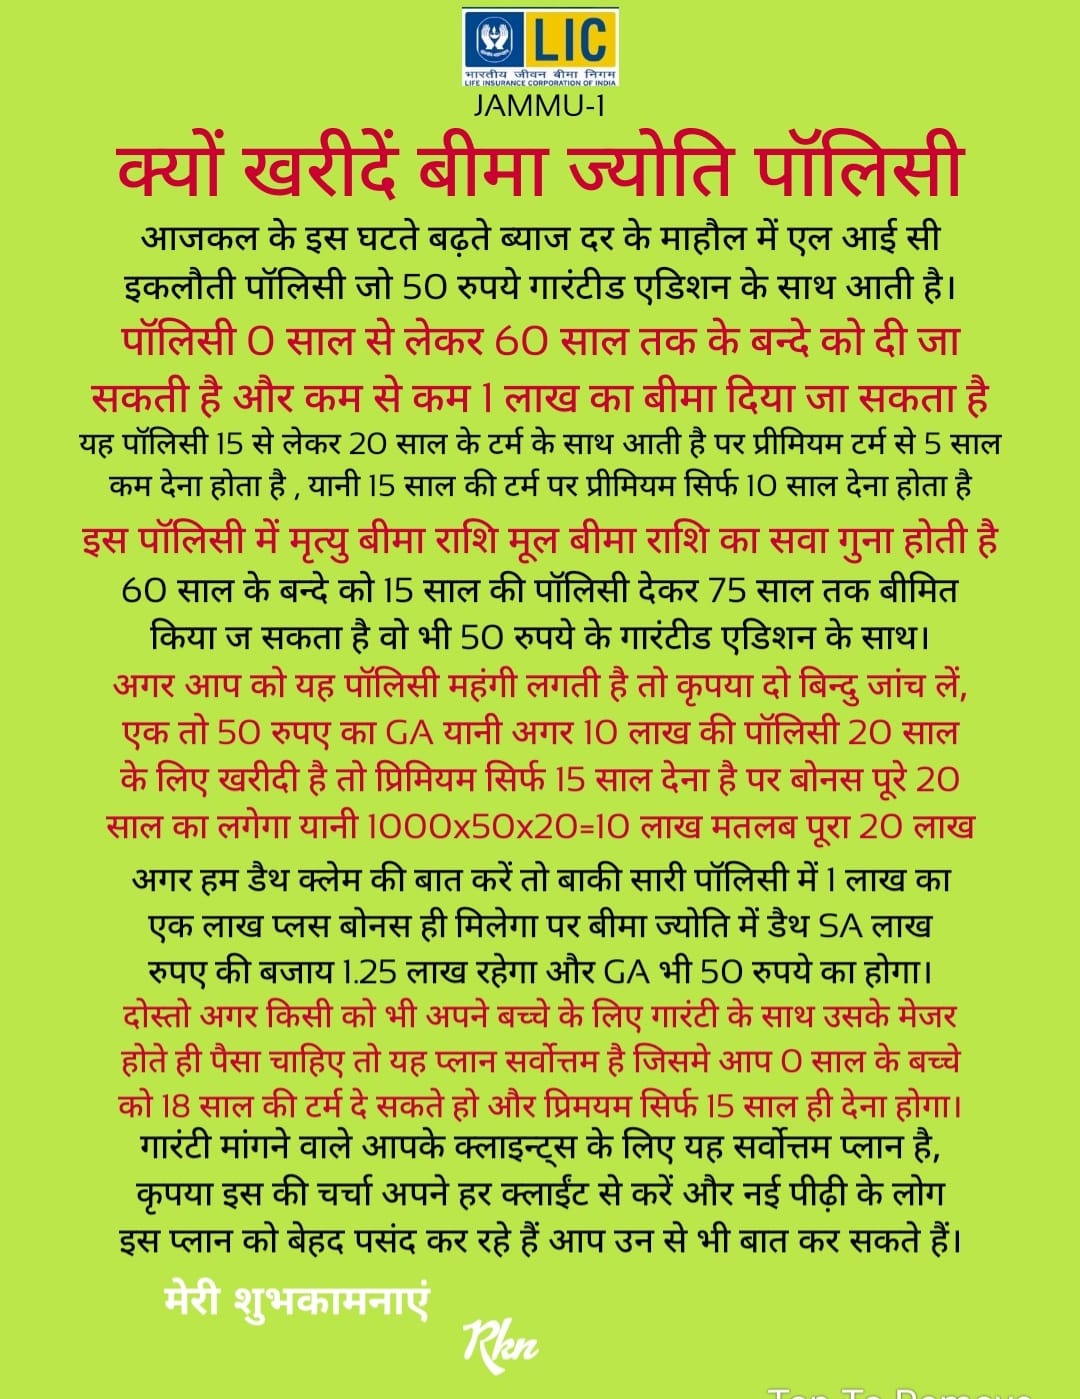 LIC
भारतीय जीवन बीमा निगम
LIFE INSURANCE CORPORATION OF INDIA
JAMMU-1
क्यों खरीदें बीमा ज्योति पॉलिसी
आजकल के इस घटते बढ़ते ब्याज दर के माहौल में एल आई सी
इकलौती पॉलिसी जो 50 रुपये गारंटीड एडिशन के साथ आती है।
पॉलिसी 0 साल से लेकर 60 साल तक के बन्दे को दी जा
सकती है और कम से कम 1 लाख का बीमा दिया जा सकता है
यह पॉलिसी 15 से लेकर 20 साल के टर्म के साथ आती है पर प्रीमियम टर्म से 5 साल
कम देना होता है , यानी 15 साल की टर्म पर प्रीमियम सिर्फ 10 साल देना होता है
इस पॉलिसी में मृत्यु बीमा राशि मूल बीमा राशि का सवा गुना होती है
60 साल के बन्दे को 15 साल की पॉलिसी देकर 75 साल तक बीमित
किया ज सकता है वो भी 50 रुपये के गारंटीड एडिशन के साथ।
अगर आप को यह पॉलिसी महंगी लगती है तो कृपया दो बिन्दु जांच लें,
एक तो 50 रुपए का GA यानी अगर 10 लाख की पॉलिसी 20 साल
के लिए खरीदी है तो प्रिमियम सिर्फ 15 साल देना है पर बोनस पूरे 20
साल का लगेगा यानी 1000x50x20=10 लाख मतलब पूरा 20 लाख
अगर हम डैथ क्लेम की बात करें तो बाकी सारी पॉलिसी में 1 लाख का
एक लाख प्लस बोनस ही मिलेगा पर बीमा ज्योति में डैथ SA लाख
रुपए की बजाय 1.25 लाख रहेगा और GA भी 50 रुपये का होगा।
दोस्तो अगर किसी को भी अपने बच्चे के लिए गारंटी के साथ उसके मेजर
होते ही पैसा चाहिए तो यह प्लान सर्वोत्तम है जिसमे आप 0 साल के बच्चे
को 18 साल की टर्म दे सकते हो और प्रिमयम सिर्फ 15 साल ही देना होगा।
गारंटी मांगने वाले आपके क्लाइन्ट्स के लिए यह सर्वोत्तम प्लान है,
कृपया इस की चर्चा अपने हर क्लाईंट से करें और नई पीढ़ी के लोग
इस प्लान को बेहद पसंद कर रहे हैं आप उन से भी बात कर सकते हैं।
मेरी शुभकामनाएं
Rkn